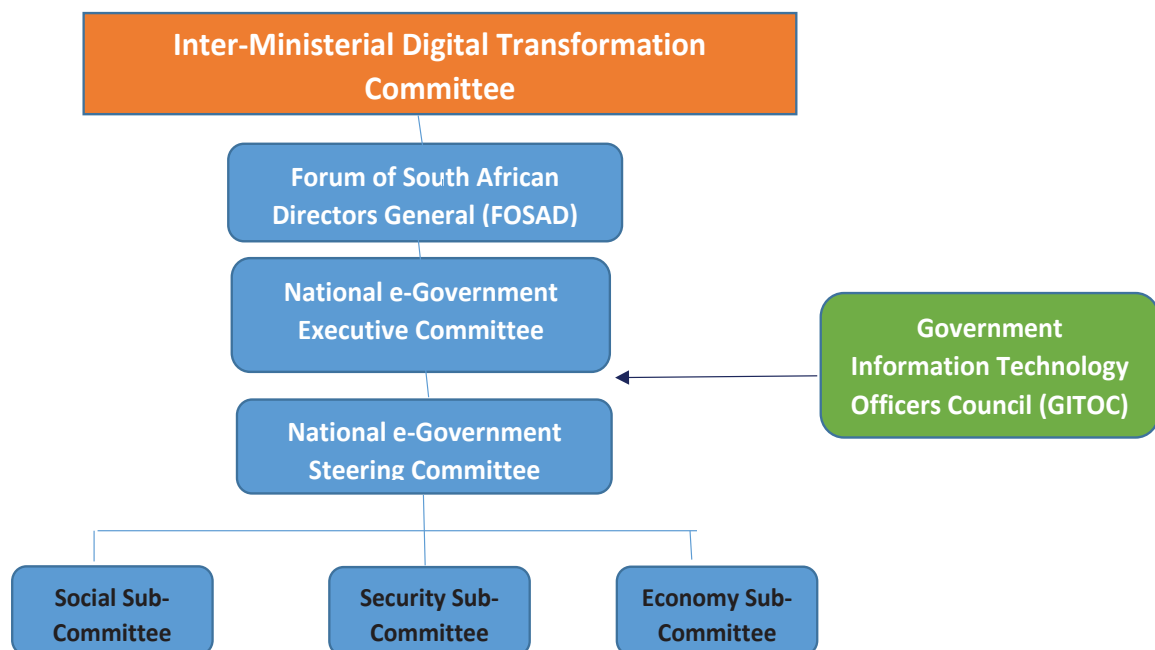 Inter-Ministerial Digital Transformation
Committee
Forum of South African
Directors General (FOSAD)
National e-Government
Executive Committee
Government
Information Technology
Officers Council (GITOC)
National e-Government
Steering Committee
Social Sub-
Committee
Security Sub-
Committee
Economy Sub-
Committee